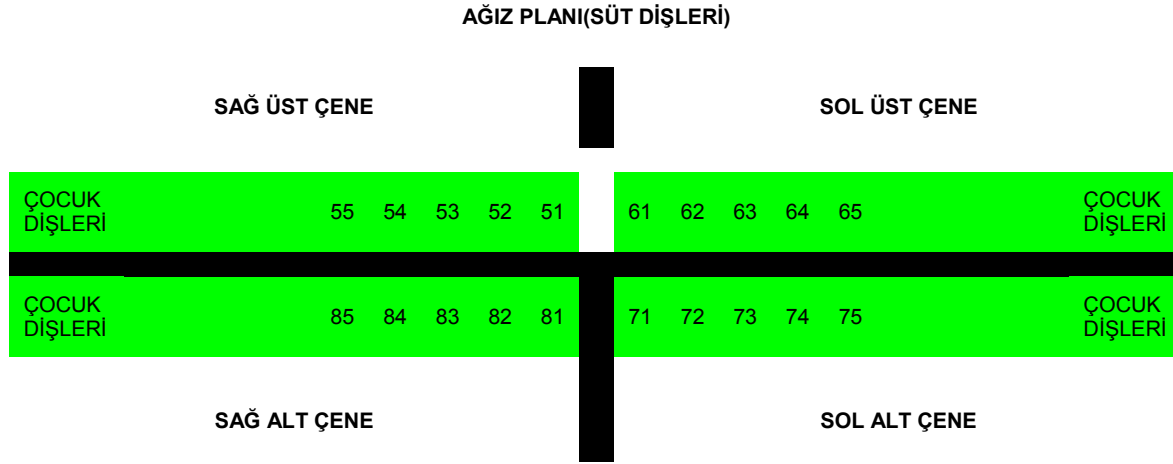 AĞIZ PLANI(SÜT DİŞLERİ)
SAĞ ÜST ÇENE SOL ÜST ÇENE
ÇOCUK DİŞLERİ 55 54 53 52 51 61 62 63 64 65 ÇOCUK DİŞLERİ
ÇOCUK DİŞLERİ 85 84 83 82 81 71 72 73 74 75 ÇOCUK DİŞLERİ
SAĞ ALT ÇENE SOL ALT ÇENE